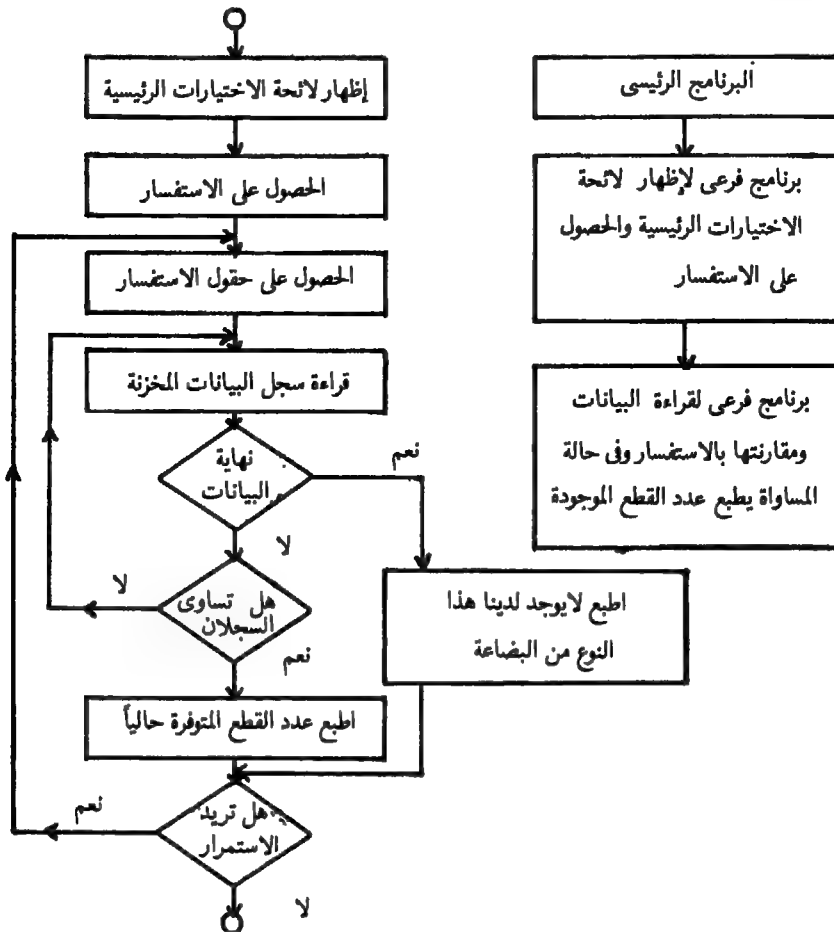 البرنامج الرئيسى
برنامج فرعى لإظهار لائحة
الاختيارات الرئيسية والحصول
على الاستفسار
برنامج فرعى لقراءة البيانات
ومقارنتها بالاستفسار وفى حالة
المساواة يطبع عدد القطع الموجودة
إظهار لائحة الاختيارات الرئيسية
الحصول على الاستفسار
الحصول على حقول الاستفسار
قراءة سجل البيانات المخزنة
نهاية
البيانات
نعم
لا
هل تساوى
السجلان
لا
نعم
اطبع لايوجد لدينا هذا
النوع من البضاعة
اطبع عدد القطع المتوفرة حالياً
هل تريد
الاستمرار
نعم
لا